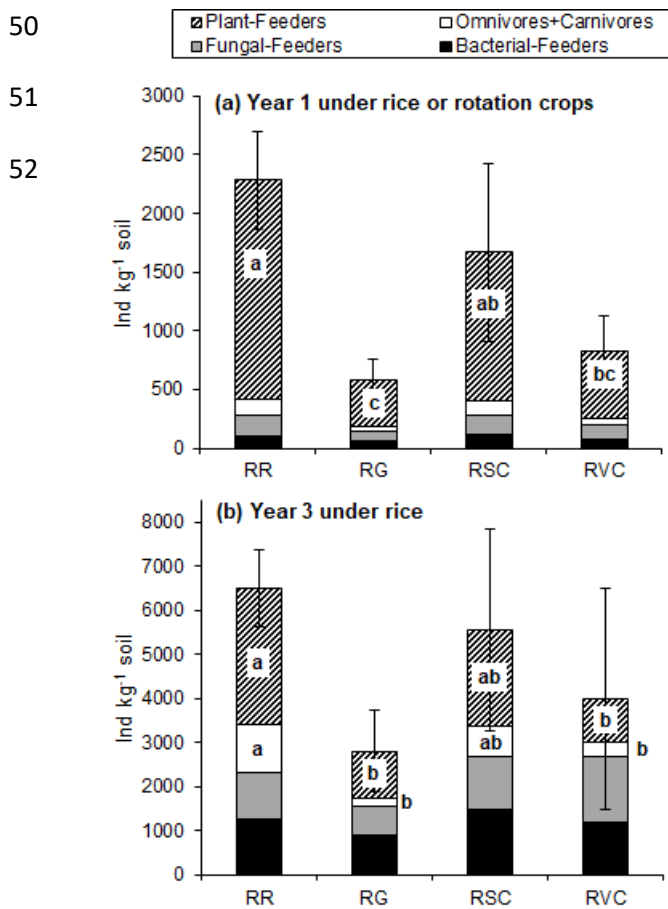 50
Plant-Feeders Omnivores+Carnivores
Fungal-Feeders Bacterial-Feeders
51
3000 (a) Year 1 under rice or rotation crops
2500
52
2000
1500
1000
500
0
Ind kg⁻¹ soil
a
c
ab
bc
RR RG RSC RVC
(b) Year 3 under rice
8000
7000
6000
5000
4000
3000
2000
1000
0
Ind kg⁻¹ soil
a b ab b
a b ab b
RR RG RSC RVC